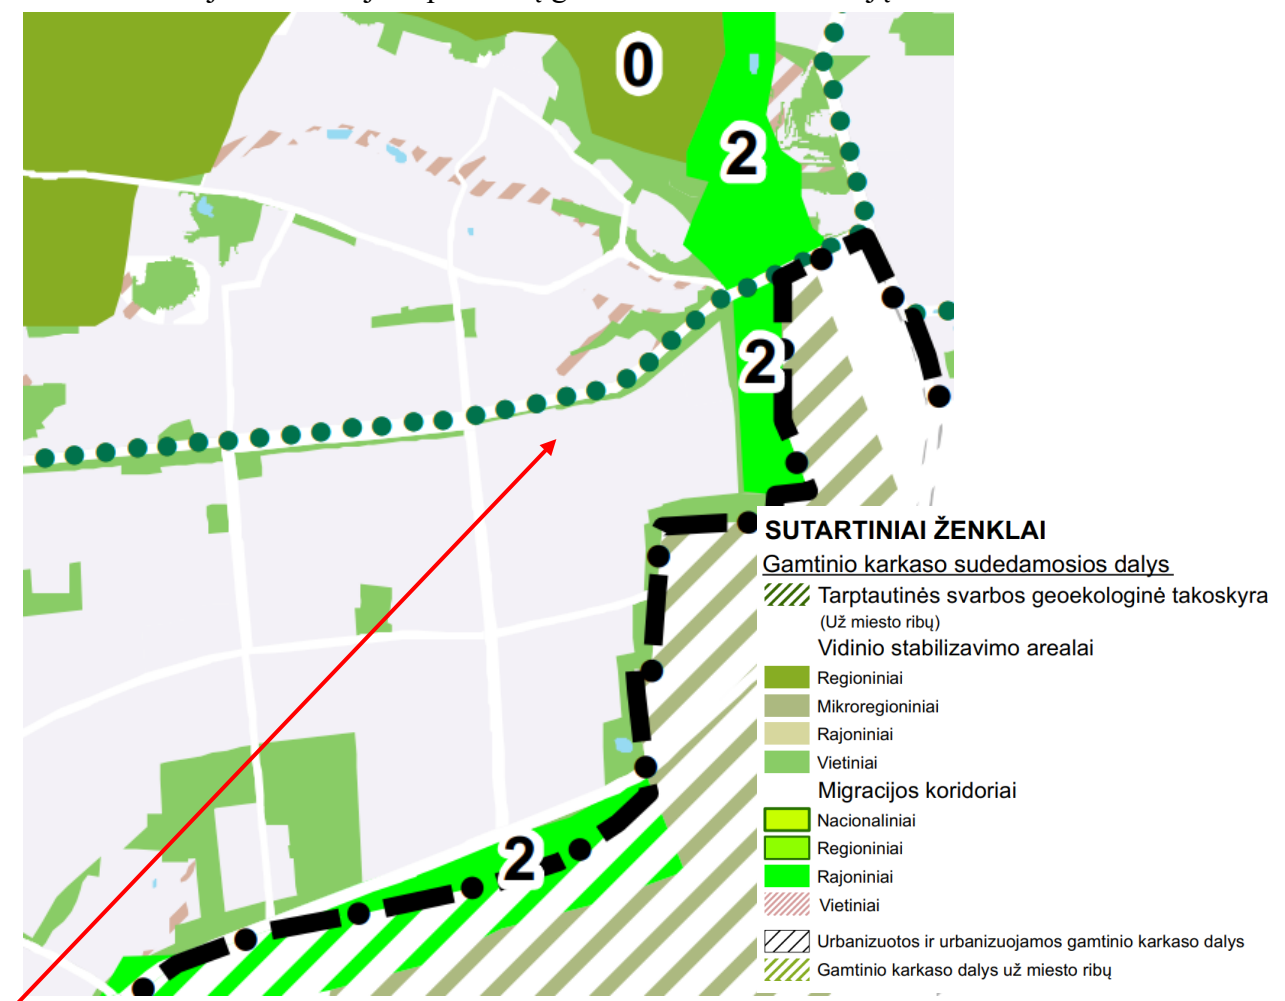 0
2
2
2
SUTARTINIAI ŽENKLAI
Gamtinio karkaso sudedamosios dalys
Tarptautinės svarbos geoekologinė takoskyra
(Už miesto ribų)
Vidinio stabilizavimo arealai
Regioniniai
Mikroregioniniai
Rajoniniai
Vietiniai
Migracijos koridoriai
Nacionaliniai
Regioniniai
Rajoniniai
Vietiniai
Urbanizuotos ir urbanizuojamos gamtinio karkaso dalys
Gamtinio karkaso dalys už miesto ribų